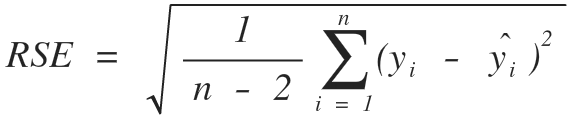 RSE = √(1/(n - 2) ∑_{i = 1}^{n} (y_i - ŷ_i)^2)